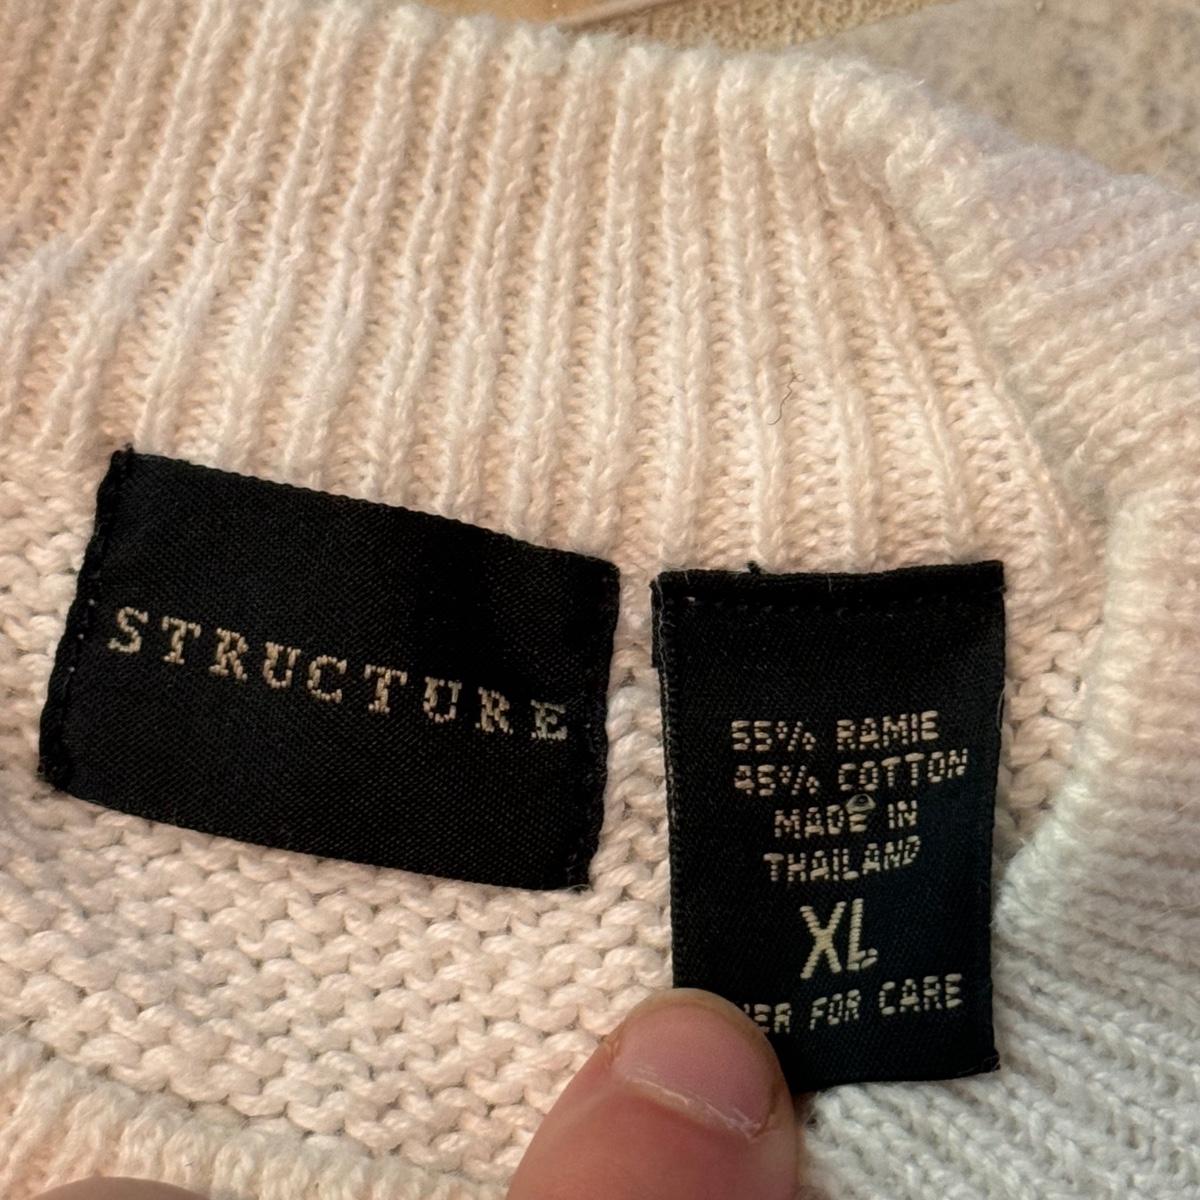 STRUCTURE
55% RAMIE
45% COTTON
MADE IN
THAILAND
XL
FOR CARE